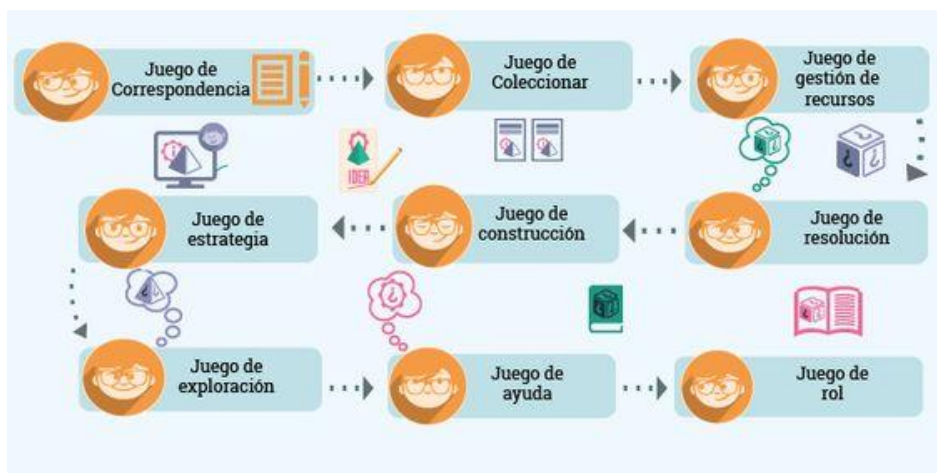 Juego de
Correspondencia
Juego de
Coleccionar
Juego de
gestión de
recursos
IDEA
Juego de
estrategia
Juego de
construcción
Juego de
resolución
Juego de
exploración
Juego de
ayuda
Juego de
rol